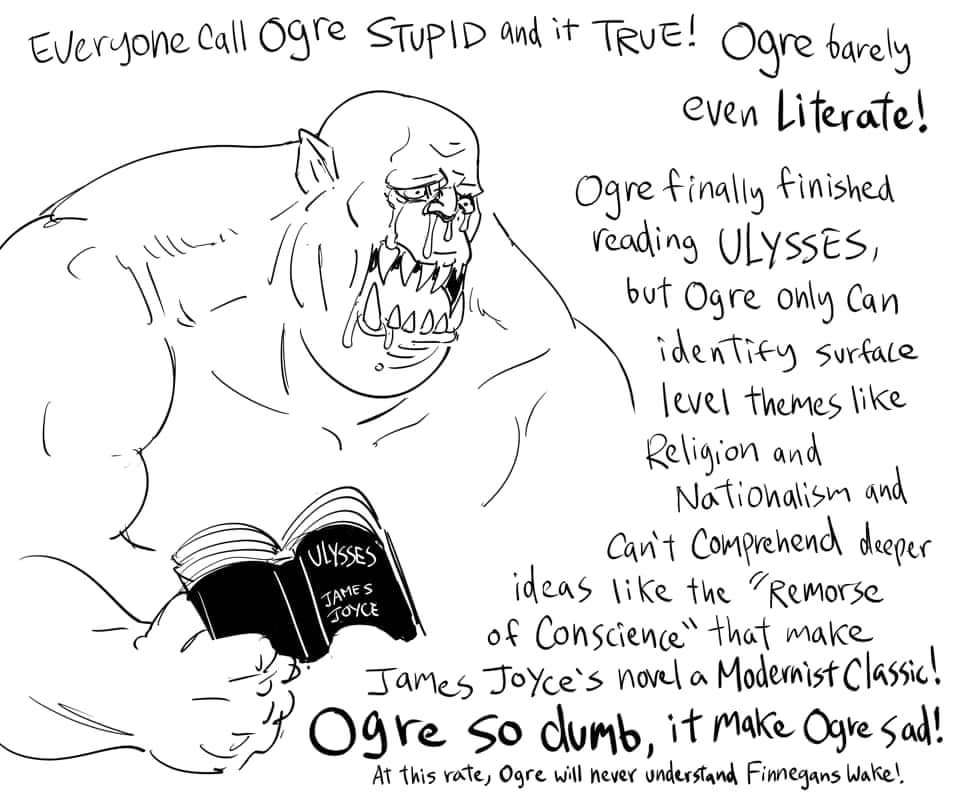 Everyone Call Ogre STUPID and it TRUE! Ogre barely
even Literate!
Ogre finally finished
reading ULYSSES,
but Ogre only Can
identify surface
level themes like
Religion and
Nationalism and
Can't Comprehend deeper
ideas like the "Remorse
of Conscience" that make
James Joyce's novel a Modernist Classic!
Ogre so dumb, it make Ogre sad!
At this rate, Ogre will never understand Finnegans Wake!
ULYSSES
JAMES
JOYCE